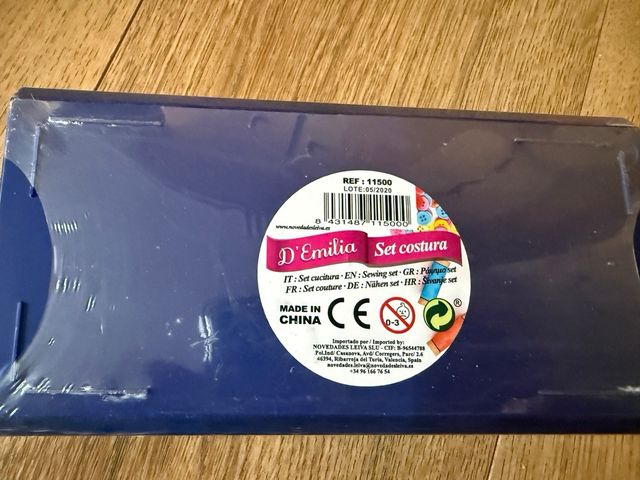 REF : 11500
LOTE:05/2020
8 431487 115000
www.novedadesleiva.es
D'Emilia Set costura
IT : Set cucitura · EN : Sewing set · GR : Ράψιμο set
FR : Set couture · DE : Nähen set · HR : Šivanje set
MADE IN
CHINA
CE
0-3
®
Importado por / Imported by:
NOVEDADES LEIVA SLU - CIF: B-96544788
Pol.Ind/ Casanova, Avd/ Corregers, Parc/ 2.6
46394, Ribarroja del Turia, Valencia, Spain
novedades.leiva@novedadesleiva.es
+34 96 166 76 54